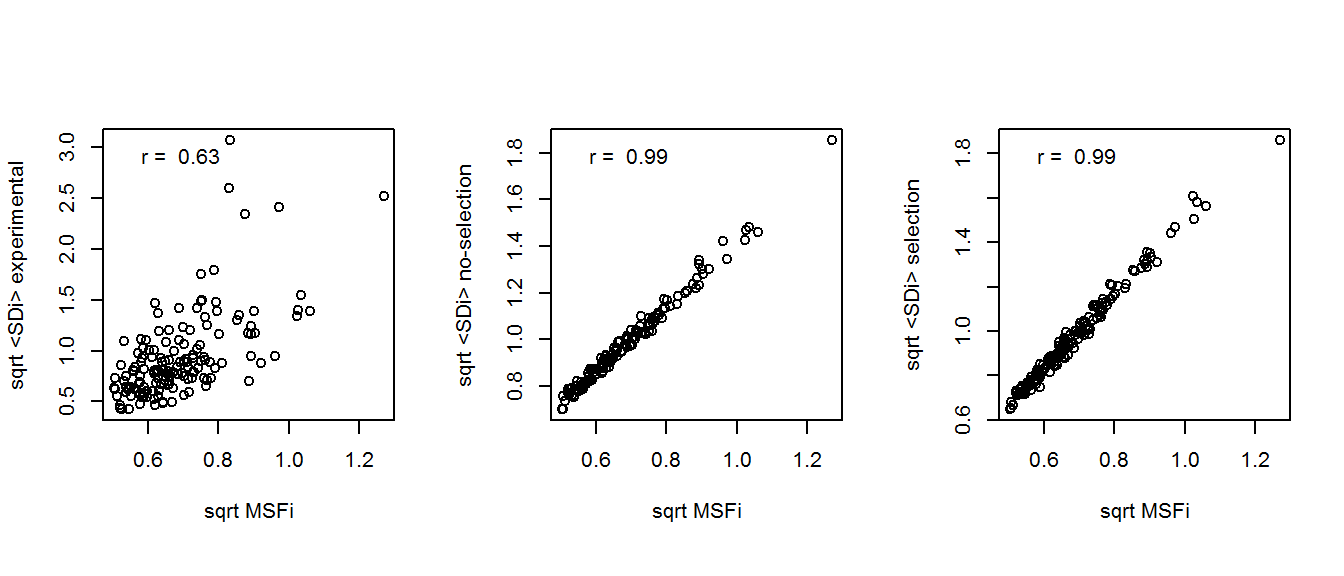 sqrt <SDi> experimental
3.0
2.5
2.0
1.5
1.0
0.5
r = 0.63
0.6 0.8 1.0 1.2
sqrt MSFi
sqrt <SDi> no-selection
1.8
1.6
1.4
1.2
1.0
0.8
r = 0.99
0.6 0.8 1.0 1.2
sqrt MSFi
sqrt <SDi> selection
1.8
1.4
1.0
0.6
r = 0.99
0.6 0.8 1.0 1.2
sqrt MSFi